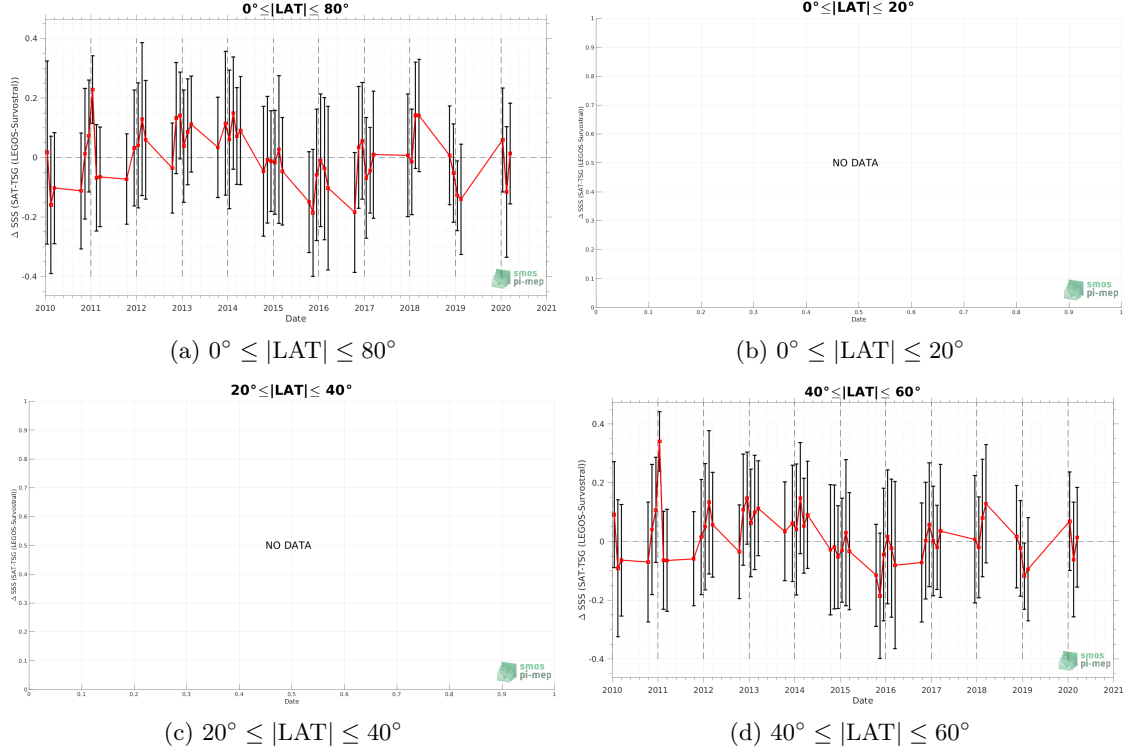 0°≤|LAT|≤ 80°
Δ SSS (SAT-TSG (LEGOS-Survostral))
0.4
0.2
0
-0.2
-0.4
2010 2011 2012 2013 2014 2015 2016 2017 2018 2019 2020 2021
Date
smos
pi-mep
(a) 0° ≤ |LAT| ≤ 80°
0°≤|LAT|≤ 20°
Δ SSS (SAT-TSG (LEGOS-Survostral))
1
0.9
0.8
0.7
0.6
0.5
0.4
0.3
0.2
0.1
0
NO DATA
0 0.1 0.2 0.3 0.4 0.5 0.6 0.7 0.8 0.9 1
Date
smos
pi-mep
(b) 0° ≤ |LAT| ≤ 20°
20°≤|LAT|≤ 40°
Δ SSS (SAT-TSG (LEGOS-Survostral))
1
0.9
0.8
0.7
0.6
0.5
0.4
0.3
0.2
0.1
0
NO DATA
0 0.1 0.2 0.3 0.4 0.5 0.6 0.7 0.8 0.9 1
Date
smos
pi-mep
(c) 20° ≤ |LAT| ≤ 40°
40°≤|LAT|≤ 60°
Δ SSS (SAT-TSG (LEGOS-Survostral))
0.4
0.2
0
-0.2
-0.4
2010 2011 2012 2013 2014 2015 2016 2017 2018 2019 2020 2021
Date
smos
pi-mep
(d) 40° ≤ |LAT| ≤ 60°